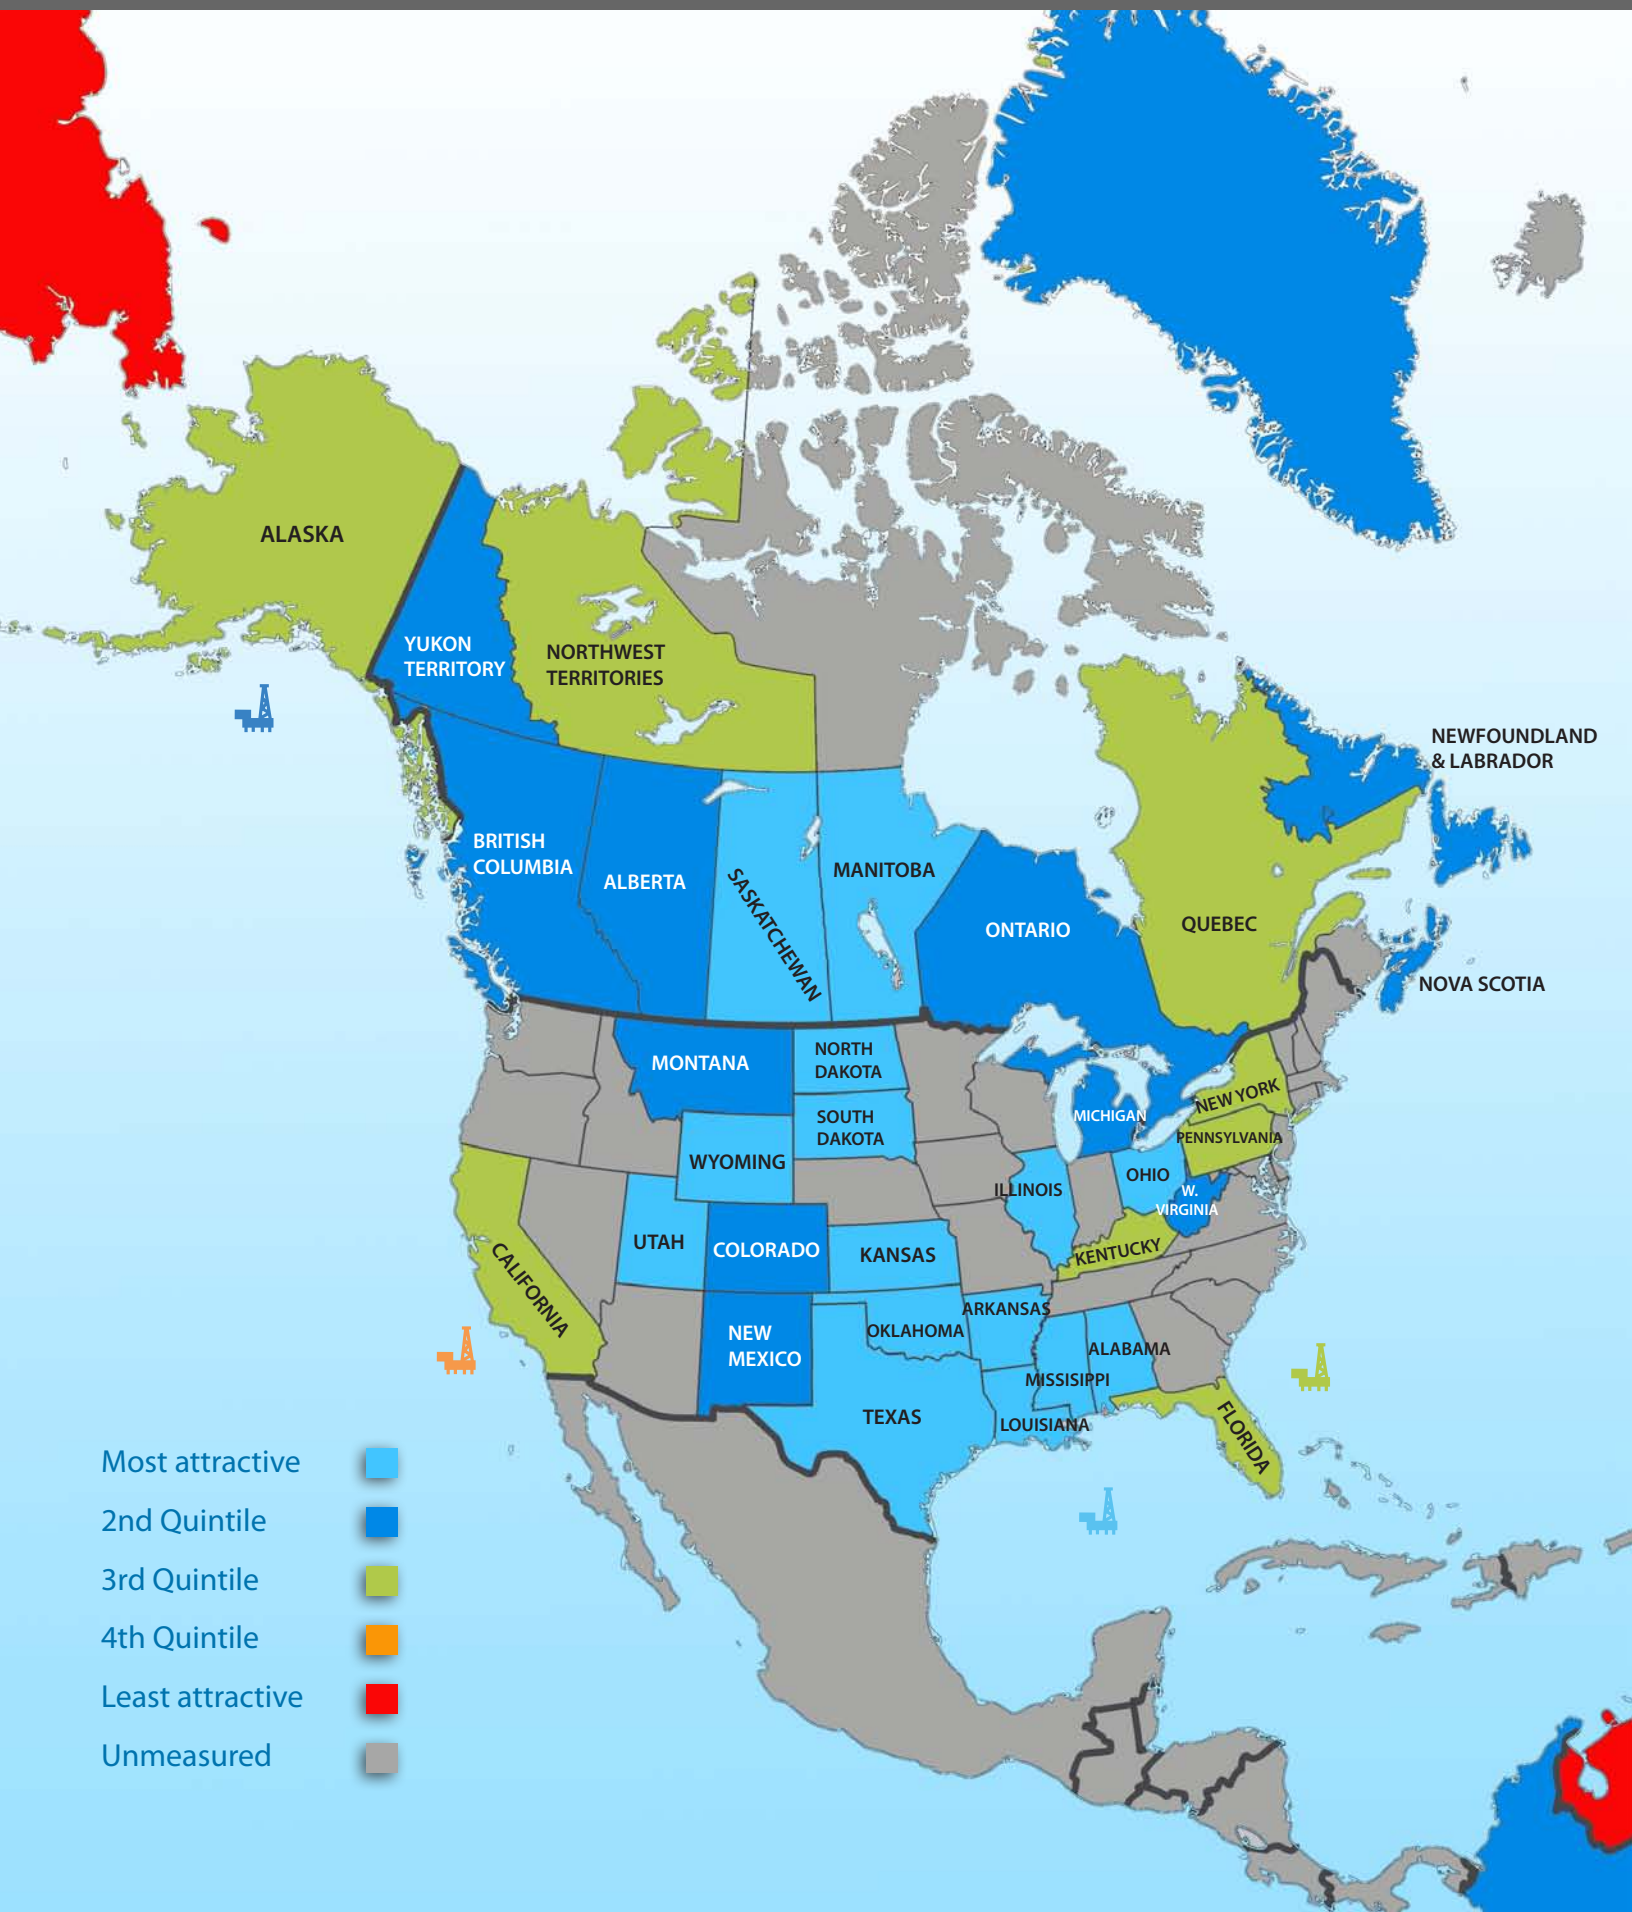 ALASKA
YUKON
TERRITORY
NORTHWEST
TERRITORIES
NEWFOUNDLAND
& LABRADOR
BRITISH
COLUMBIA
ALBERTA
SASKATCHEWAN
MANITOBA
ONTARIO
QUEBEC
NOVA SCOTIA
MONTANA
NORTH
DAKOTA
SOUTH
DAKOTA
MICHIGAN
NEW YORK
PENNSYLVANIA
WYOMING
ILLINOIS
OHIO
W.
VIRGINIA
UTAH
COLORADO
KANSAS
KENTUCKY
CALIFORNIA
NEW
MEXICO
OKLAHOMA
ARKANSAS
ALABAMA
MISSISIPPI
TEXAS
LOUISIANA
FLORIDA
Most attractive
2nd Quintile
3rd Quintile
4th Quintile
Least attractive
Unmeasured